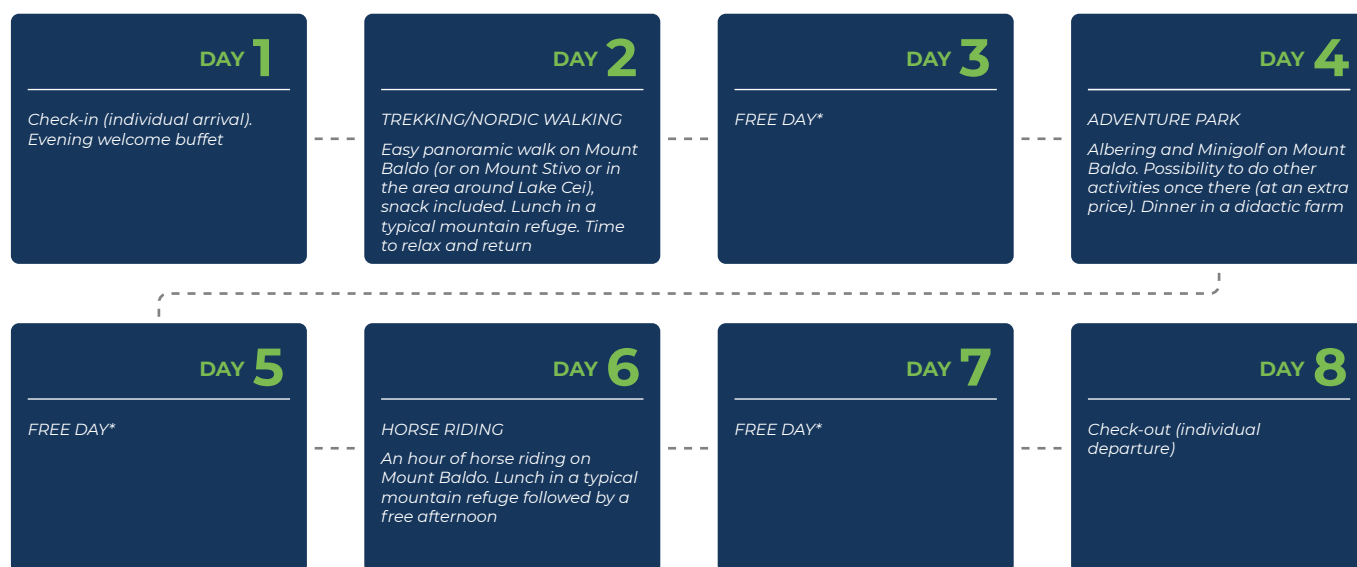 DAY 1
Check-in (individual arrival).
Evening welcome buffet
DAY 2
TREKKING/NORDIC WALKING
Easy panoramic walk on Mount
Baldo (or on Mount Stivo or in
the area around Lake Cei),
snack included. Lunch in a
typical mountain refuge. Time
to relax and return
DAY 3
FREE DAY*
DAY 4
ADVENTURE PARK
Albering and Minigolf on Mount
Baldo. Possibility to do other
activities once there (at an extra
price). Dinner in a didactic farm
DAY 5
FREE DAY*
DAY 6
HORSE RIDING
An hour of horse riding on
Mount Baldo. Lunch in a typical
mountain refuge followed by a
free afternoon
DAY 7
FREE DAY*
DAY 8
Check-out (individual
departure)